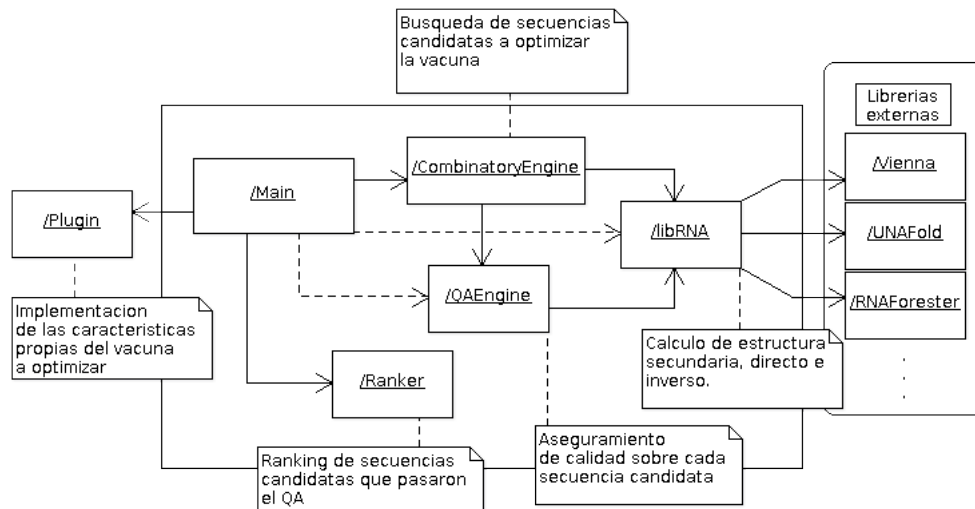 Busqueda de secuencias
candidatas a optimizar
la vacuna
Librerias
externas
/CombinatoryEngine
/Vienna
/Main
/Plugin
/libRNA
/UNAFold
/QAEngine
/RNAForester
Implementacion
de las caracteristicas
propias del vacuna
a optimizar
Calculo de estructura
secundaria, directo e
inverso.
/Ranker
Aseguramiento
de calidad sobre cada
secuencia candidata
Ranking de secuencias
candidatas que pasaron
el QA